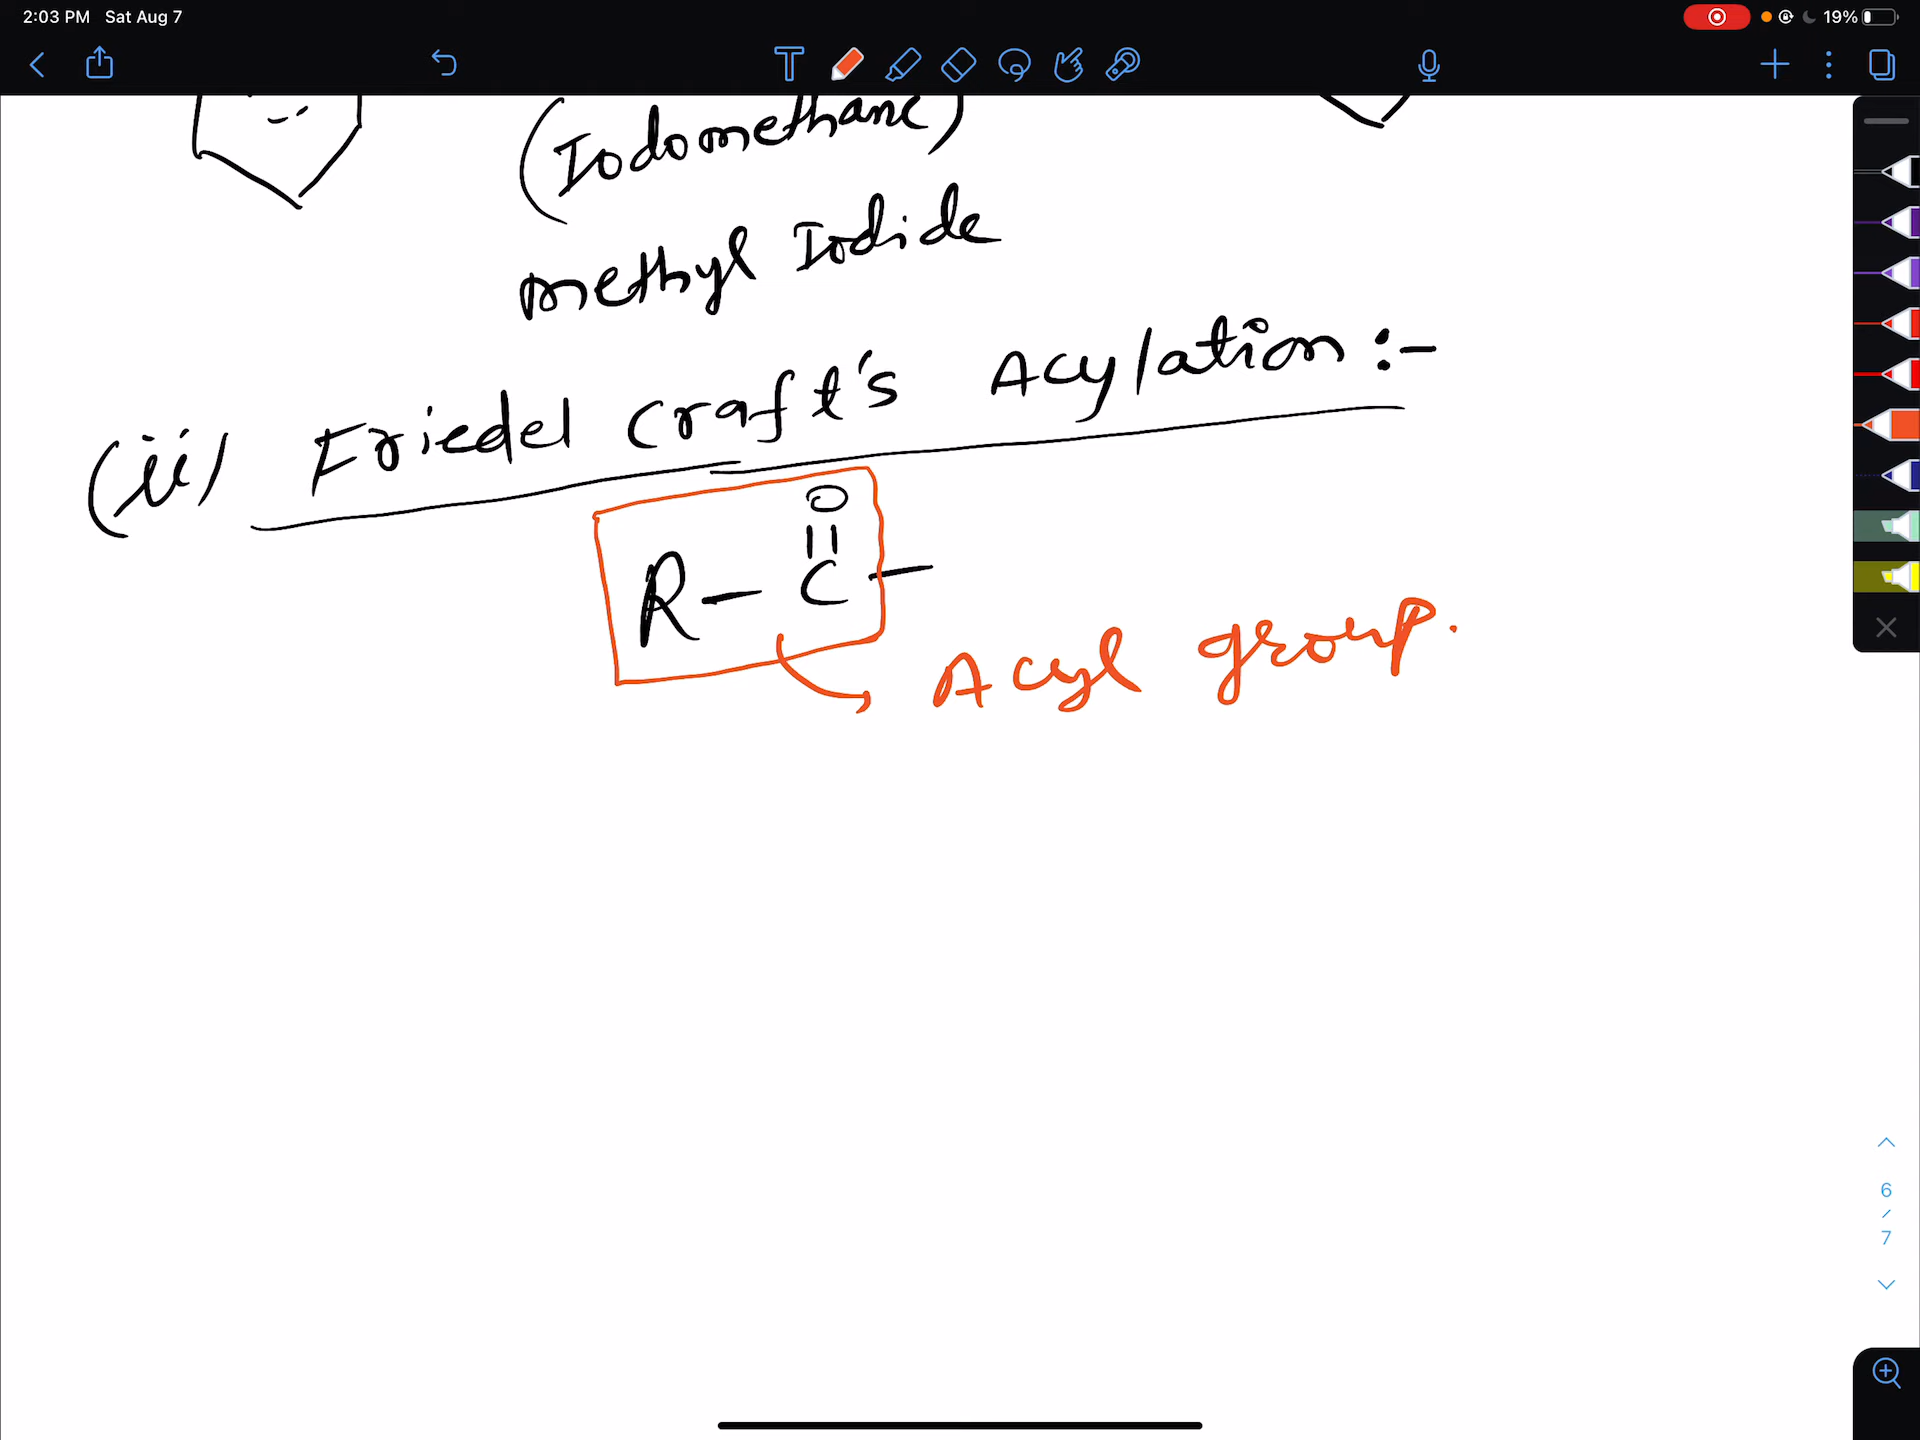 2:03 PM Sat Aug 7
19%
(Iodomethane)
methyl Iodide
(ii) Friedel Craft's Acylation :-
O
||
R - C -
Acyl group.
6
/
7